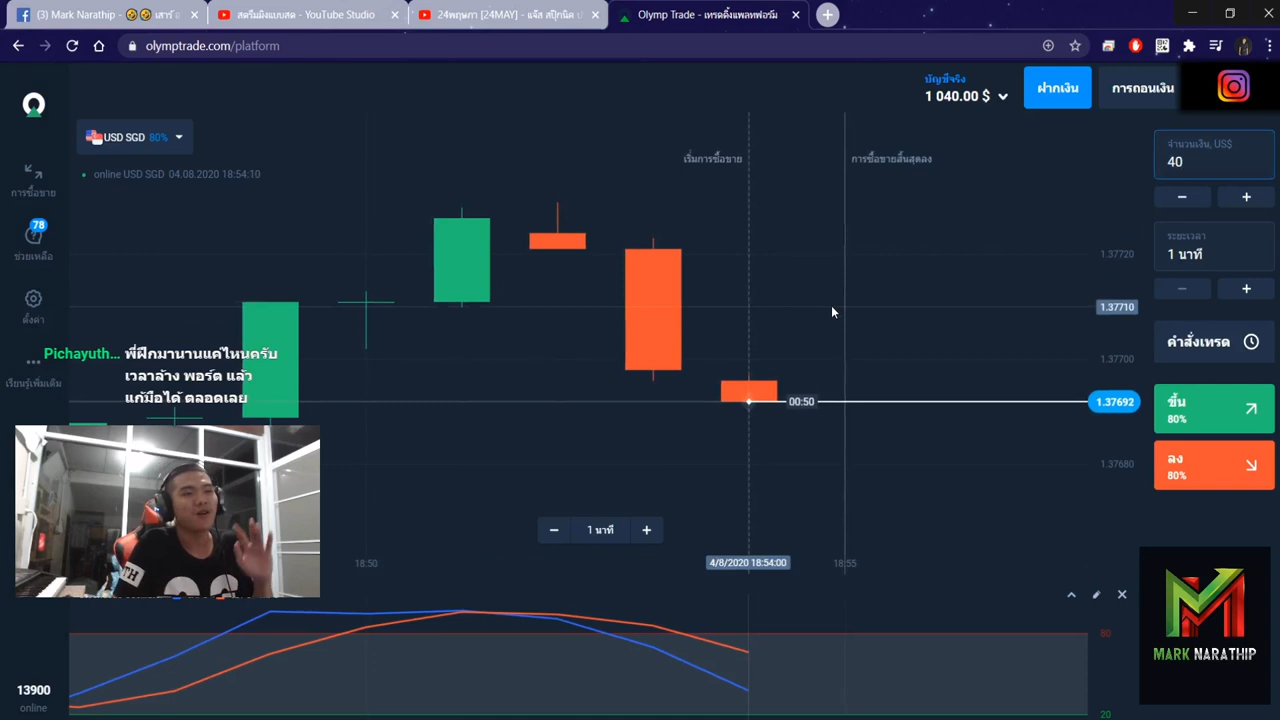 (3) Mark Narathip - 🤣🤣 เสาร์ อ
สตรีมมิงแบบสด - YouTube Studio
24พฤษภา [24MAY] - แจ๊ส สปุ๊กนิค ป
Olymp Trade - เทรดดิ้งแพลทฟอร์ม
olymptrade.com/platform
บัญชีจริง
1 040.00 $
ฝากเงิน
การถอนเงิน
USD SGD 80%
online USD SGD 04.08.2020 18:54:10
เริ่มการซื้อขาย
การซื้อขายสิ้นสุดลง
จำนวนเงิน, US$
40
การซื้อขาย
78
ช่วยเหลือ
ตั้งค่า
เรียนรู้เพิ่มเติม
ระยะเวลา
1 นาที
1.37720
1.37710
1.37700
1.37692
1.37680
คำสั่งเทรด
ขึ้น
80%
ลง
80%
00:50
Pichayuth... พี่ฝึกมานานแค่ไหนครับ
เวลาล้าง พอร์ต แล้ว
แก้มือได้ ตลอดเลย
1 นาที
18:50
4/8/2020 18:54:00
18:55
80
20
13900
online
MARK NARATHIP